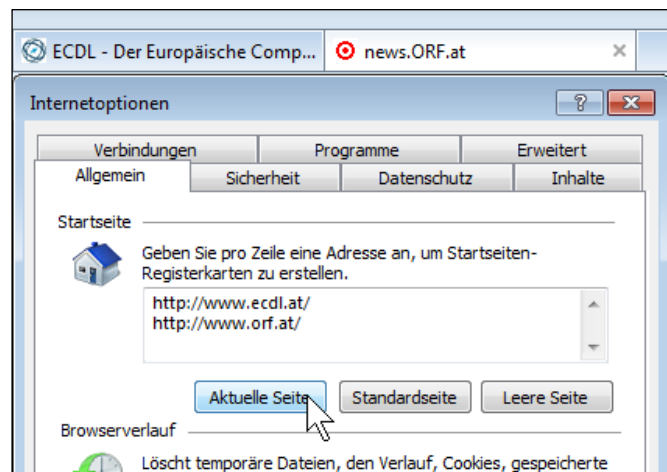 ECDL - Der Europäische Comp...
news.ORF.at
Internetoptionen
Verbindungen Programme Erweitert
Allgemein Sicherheit Datenschutz Inhalte
Startseite
Geben Sie pro Zeile eine Adresse an, um Startseiten-
Registerkarten zu erstellen.
http://www.ecdl.at/
http://www.orf.at/
Aktuelle Seite Standardseite Leere Seite
Browserverlauf
Löscht temporäre Dateien, den Verlauf, Cookies, gespeicherte